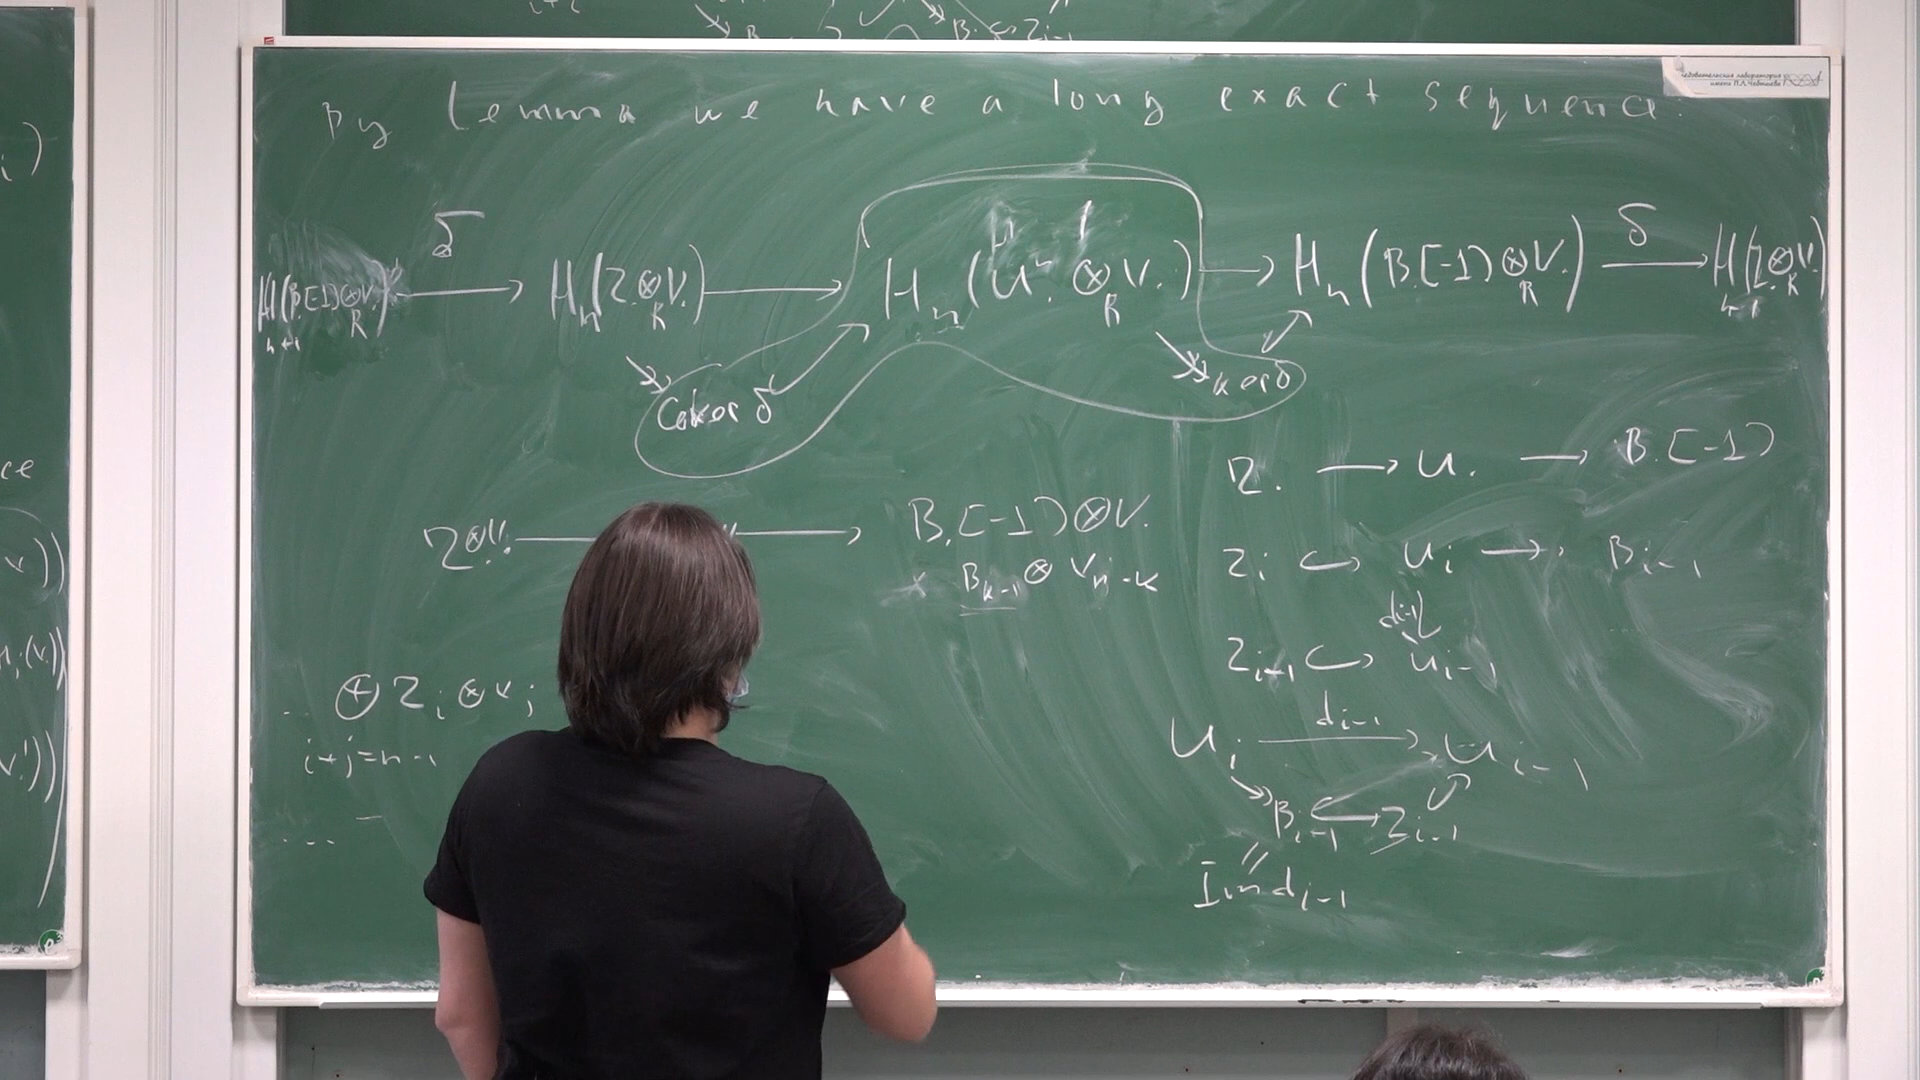 By Lemma we have a long exact sequence.
H_{n+1}(B.[-1]⊗_R V.) →^δ H_n(Z.⊗_R V.) → H_n(U.⊗_R V.) → H_n(B.[-1]⊗_R V.) →^δ H_{n-1}(Z.⊗_R V.)
Coker δ
ker δ
Z. → U. → B.[-1]
Z.⊗V. → B.[-1]⊗V.
B_{k-1} ⊗ V_{n-k}
Z_i ↪ U_i → B_{i-1}
Z_{i-1} ↪ U_{i-1}
⊕ Z_i ⊗ V_j
i+j=n-1
U_i →^{d_{i-1}} U_{i-1}
B_{i-1} ↪ Z_{i-1}
Im d_{i-1}
имени П.Л.Чебышева